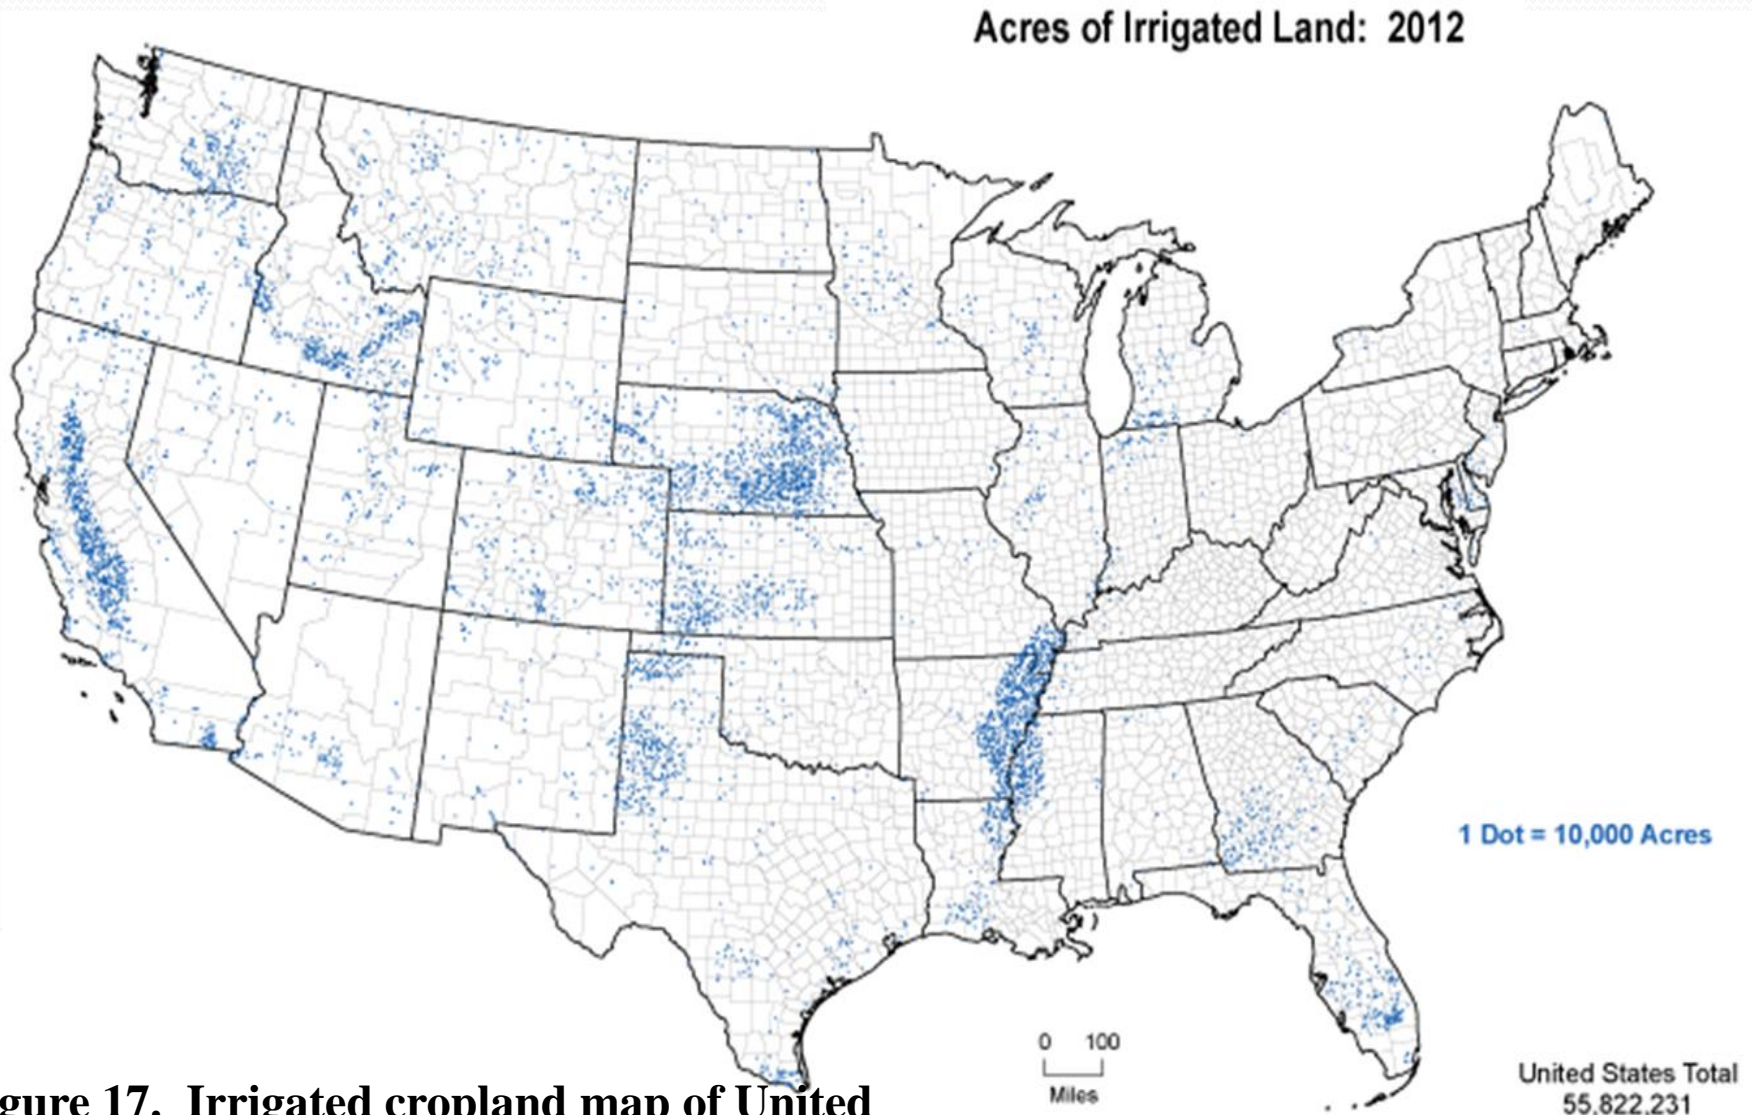 Acres of Irrigated Land: 2012
1 Dot = 10,000 Acres
0 100
Miles
United States Total
55,822,231
gure 17. Irrigated cropland map of United